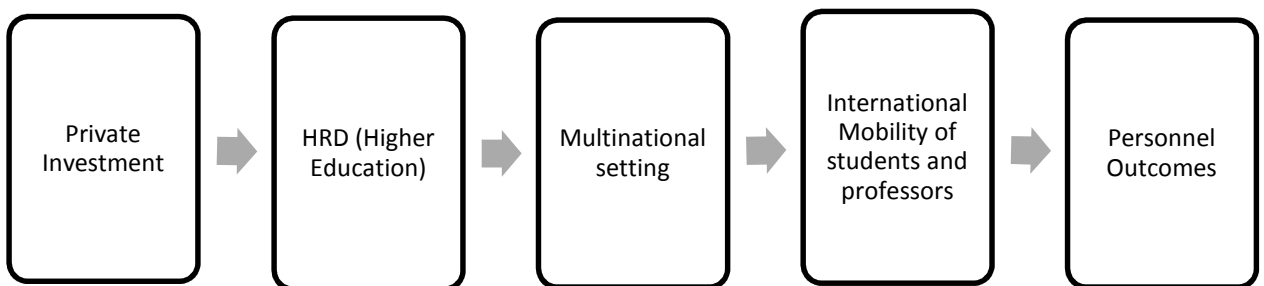 Private
Investment
HRD (Higher
Education)
Multinational
setting
International
Mobility of
students and
professors
Personnel
Outcomes